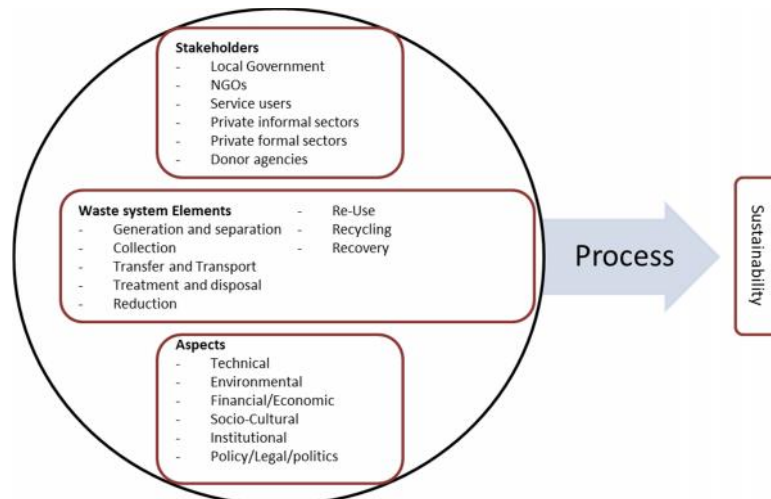 Stakeholders
- Local Government
- NGOs
- Service users
- Private informal sectors
- Private formal sectors
- Donor agencies
Waste system Elements
- Generation and separation
- Collection
- Transfer and Transport
- Treatment and disposal
- Reduction
- Re-Use
- Recycling
- Recovery
Aspects
- Technical
- Environmental
- Financial/Economic
- Socio-Cultural
- Institutional
- Policy/Legal/politics
Process
Sustainability